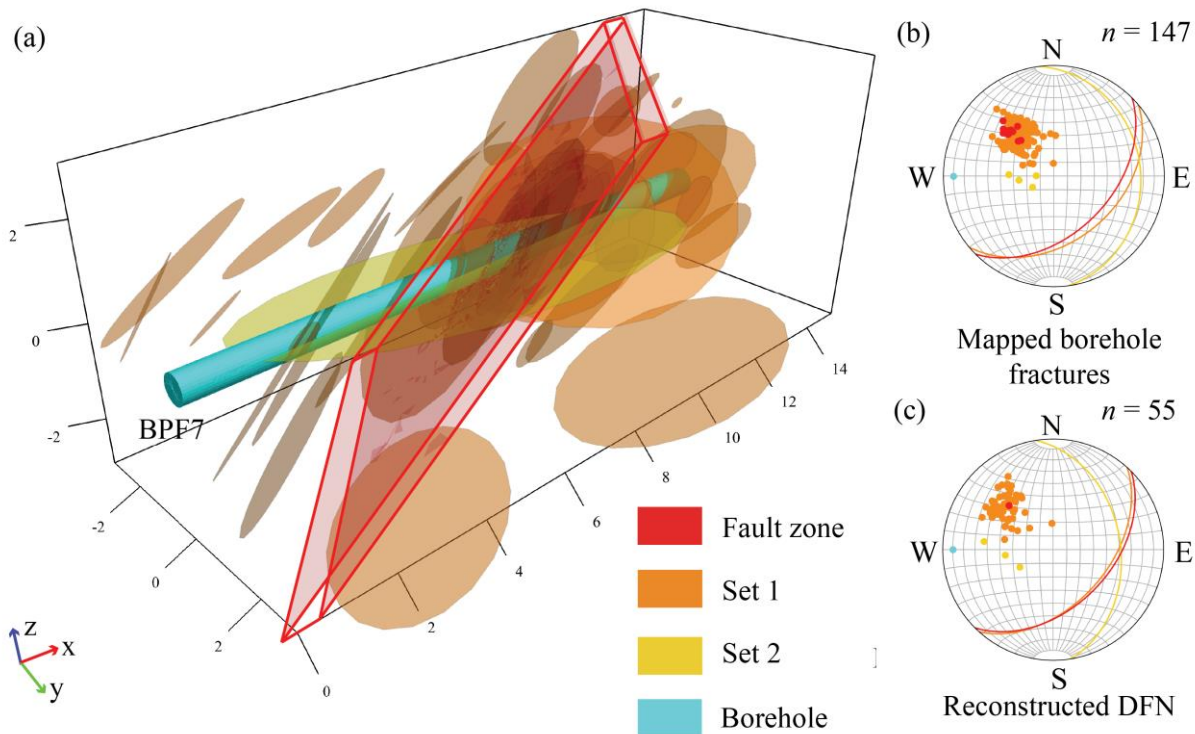 (a)
2
0
-2
BPF7
-2
0
2
0
2
4
6
8
10
12
14
z
x
y
Fault zone
Set 1
Set 2
Borehole
(b)
n = 147
N
W
E
S
Mapped borehole
fractures
(c)
n = 55
N
W
E
S
Reconstructed DFN